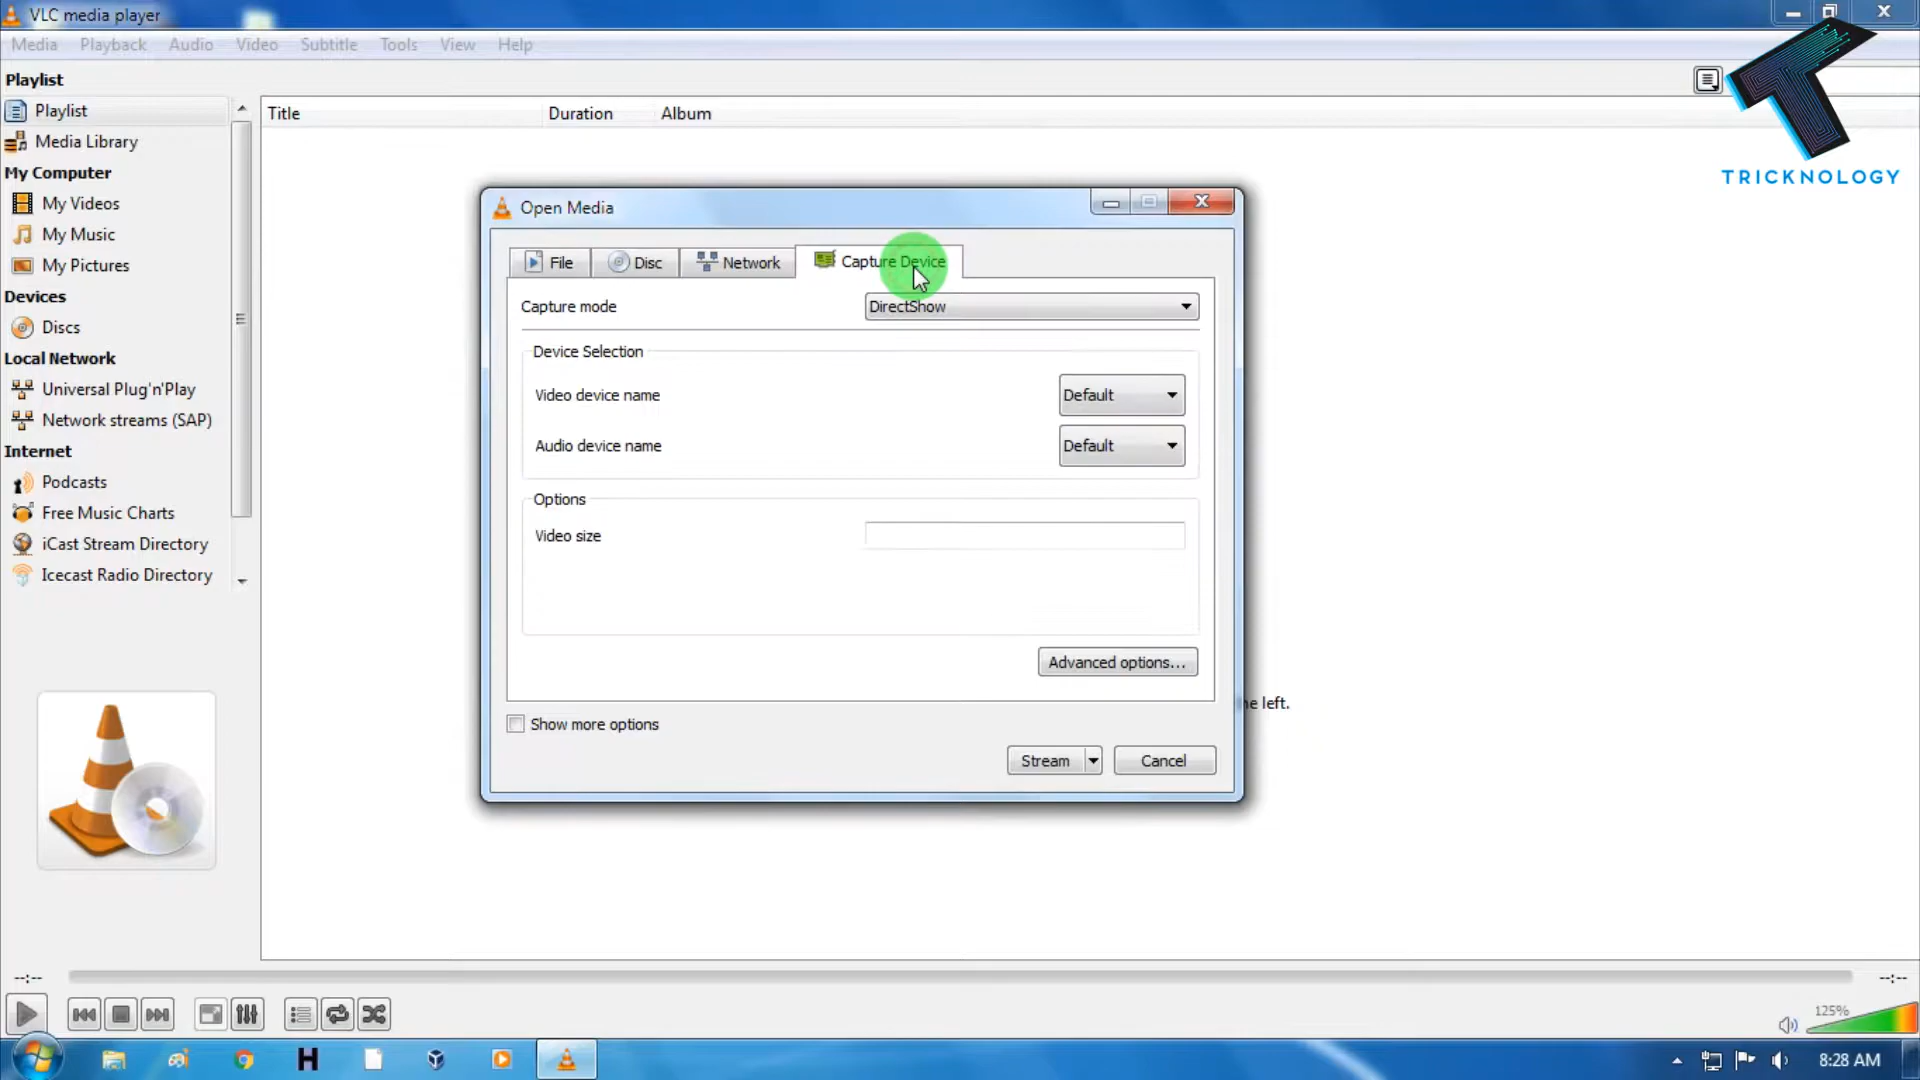 VLC media player
Media Playback Audio Video Subtitle Tools View Help
Playlist
Playlist
Media Library
My Computer
My Videos
My Music
My Pictures
Devices
Discs
Local Network
Universal Plug'n'Play
Network streams (SAP)
Internet
Podcasts
Free Music Charts
iCast Stream Directory
Icecast Radio Directory
Title Duration Album
TRICKNOLOGY
Open Media
File Disc Network Capture Device
Capture mode DirectShow
Device Selection
Video device name Default
Audio device name Default
Options
Video size
Advanced options...
Show more options
Stream Cancel
he left.
--:-- --:--
125%
H
8:28 AM